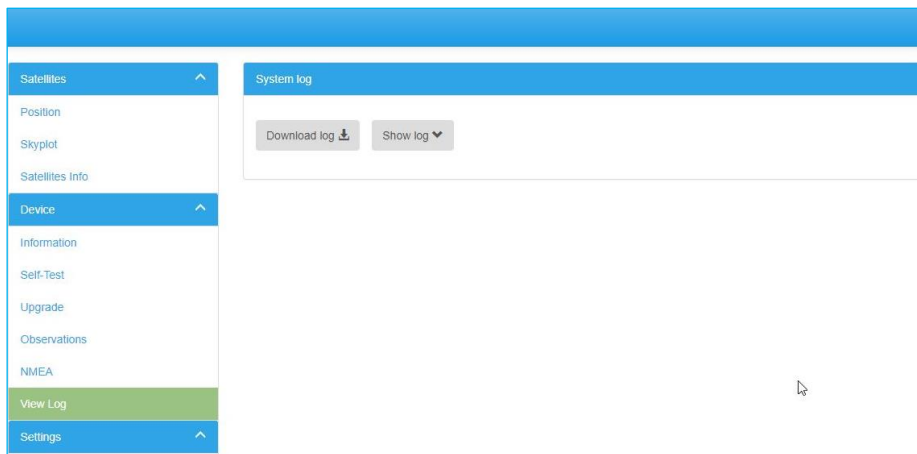 Satellites
Position
Skyplot
Satellites Info
Device
Information
Self-Test
Upgrade
Observations
NMEA
View Log
Settings
System log
Download log
Show log